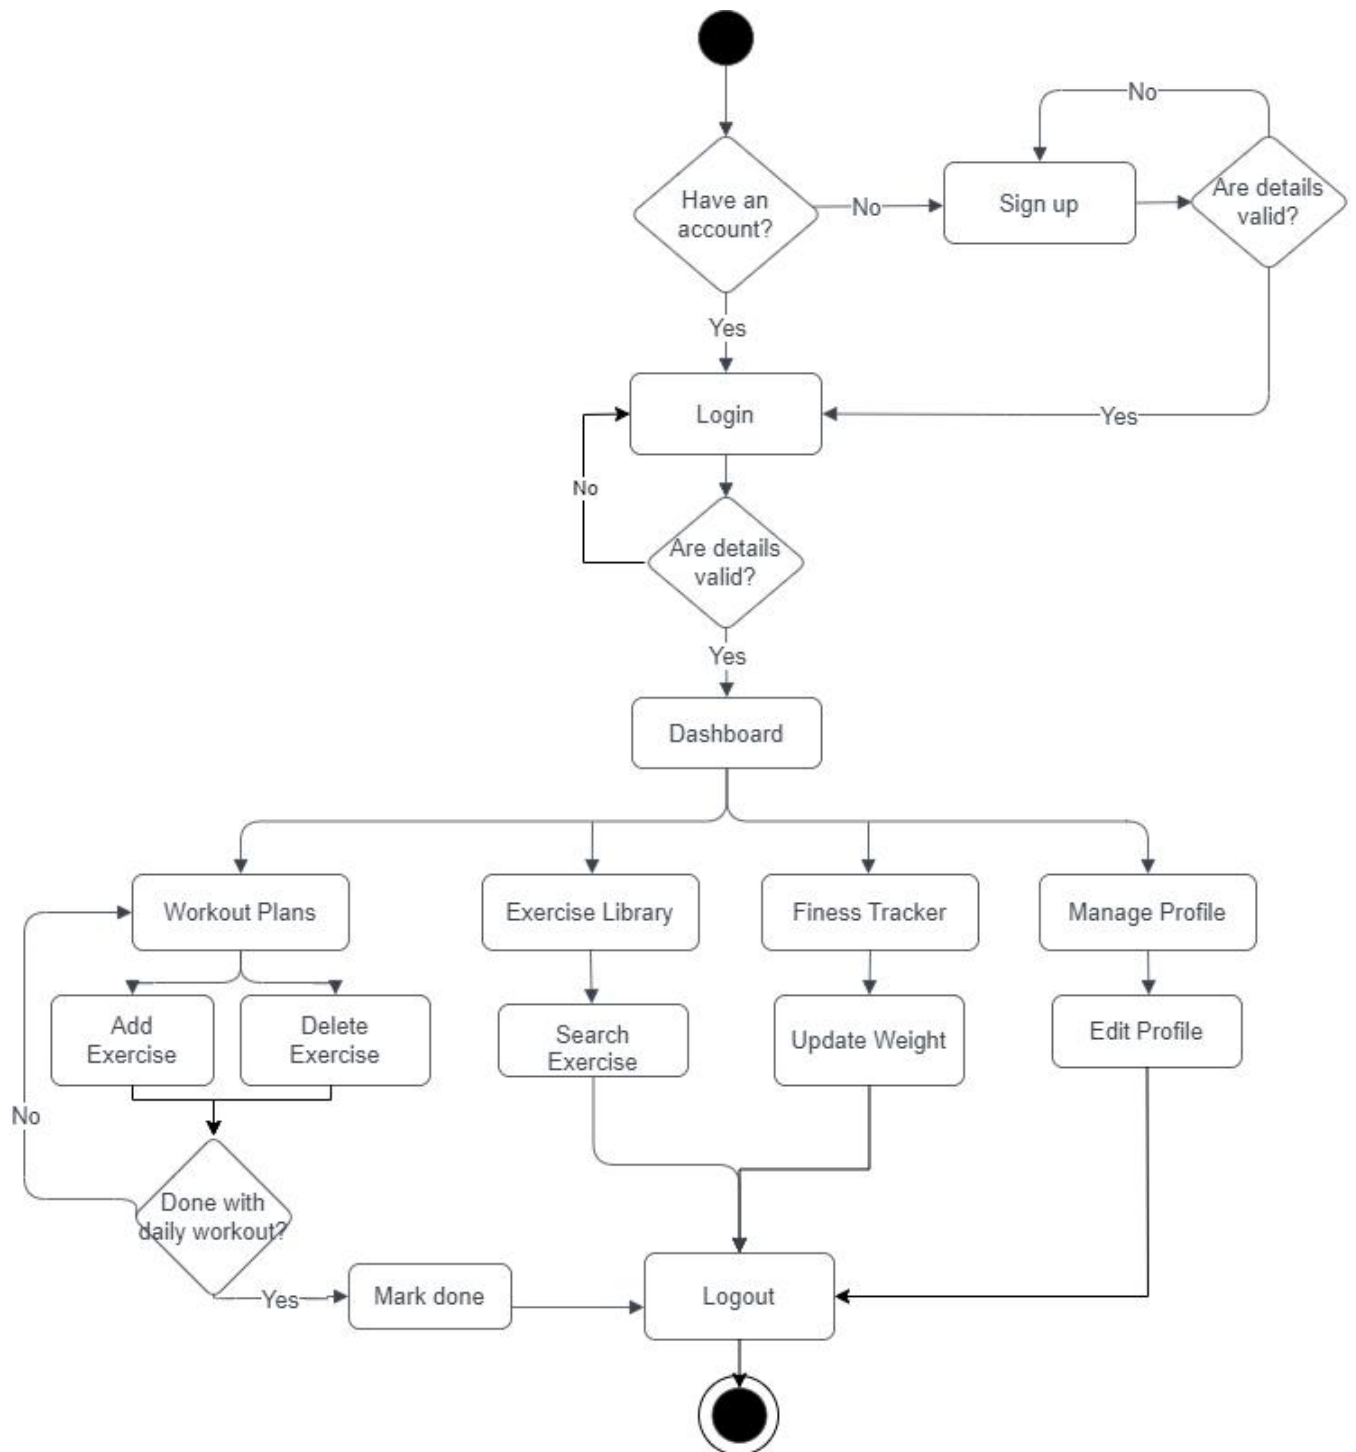 No
Have an
account?
No
Sign up
Are details
valid?
Yes
Login
Yes
No
Are details
valid?
Yes
Dashboard
Workout Plans
Exercise Library
Finess Tracker
Manage Profile
Add
Exercise
Delete
Exercise
Search
Exercise
Update Weight
Edit Profile
No
Done with
daily workout?
Yes
Mark done
Logout